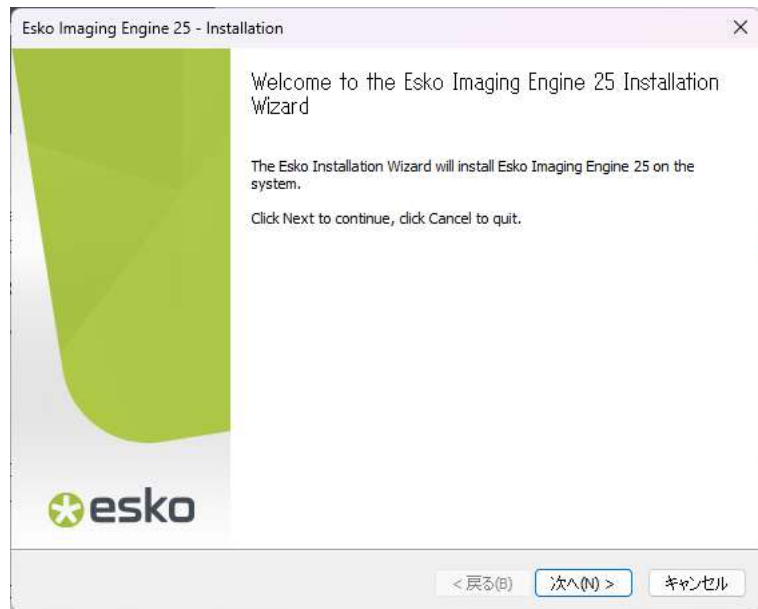 Esko Imaging Engine 25 - Installation
Welcome to the Esko Imaging Engine 25 Installation
Wizard
The Esko Installation Wizard will install Esko Imaging Engine 25 on the
system.
Click Next to continue, click Cancel to quit.
esko
< 戻る(B)
次へ(N) >
キャンセル